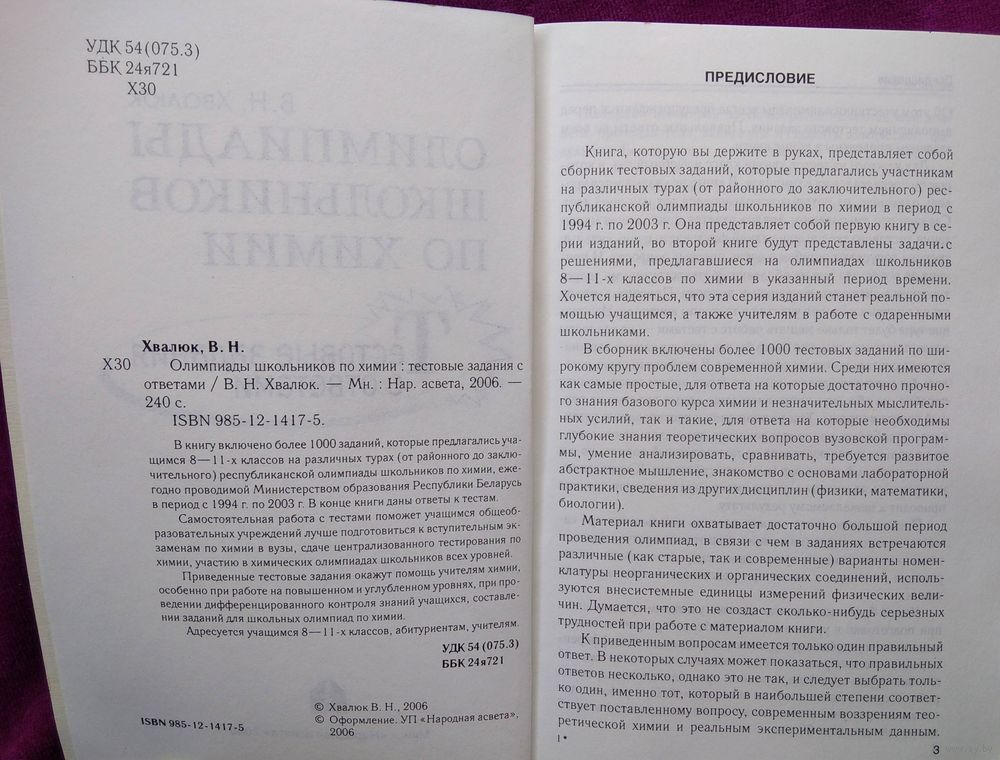 УДК 54(075.3)
ББК 24я721
Х30
В. Н. ХВАЛЮК
ОЛИМПИАДЫ
ШКОЛЬНИКОВ
ПО ХИМИИ
Хвалюк, В. Н.
Х30 Олимпиады школьников по химии : тестовые задания с
ответами / В. Н. Хвалюк. — Мн. : Нар. асвета, 2006. —
240 с.
ISBN 985-12-1417-5.
В книгу включено более 1000 заданий, которые предлагались уча-
щимся 8—11-х классов на различных турах (от районного до заключи-
чительного) республиканской олимпиады школьников по химии, еже-
годно проводимой Министерством образования Республики Беларусь
в период с 1994 г. по 2003 г. В конце книги даны ответы к тестам.
Самостоятельная работа с тестами поможет учащимся общеоб-
разовательных учреждений лучше подготовиться к вступительным эк-
заменам по химии в вузы, сдаче централизованного тестирования по
химии, участию в химических олимпиадах школьников всех уровней.
Приведенные тестовые задания окажут помощь учителям химии,
особенно при работе на повышенном и углубленном уровнях, при про-
ведении дифференцированного контроля знаний учащихся, составле-
нии заданий для школьных олимпиад по химии.
Адресуется учащимся 8—11-х классов, абитуриентам, учителям.
УДК 54(075.3)
ББК 24я721
ISBN 985-12-1417-5
© Хвалюк В. Н., 2006
© Оформление. УП «Народная асвета»,
2006
ПРЕДИСЛОВИЕ
Книга, которую вы держите в руках, представляет собой
сборник тестовых заданий, которые предлагались участникам
на различных турах (от районного до заключительного) рес-
публиканской олимпиады школьников по химии в период с
1994 г. по 2003 г. Она представляет собой первую книгу в се-
рии изданий, во второй книге будут представлены задачи.с
решениями, предлагавшиеся на олимпиадах школьников
8—11-х классов по химии в указанный период времени.
Хочется надеяться, что эта серия изданий станет реальной по-
мощью учащимся, а также учителям в работе с одаренными
школьниками.
В сборник включены более 1000 тестовых заданий по ши-
рокому кругу проблем современной химии. Среди них имеются
как самые простые, для ответа на которые достаточно прочно-
го знания базового курса химии и незначительных мыслитель-
ных усилий, так и такие, для ответа на которые необходимы
глубокие знания теоретических вопросов вузовской програм-
мы, умение анализировать, сравнивать, требуется развитое
абстрактное мышление, знакомство с основами лабораторной
практики, сведения из других дисциплин (физики, математики,
биологии).
Материал книги охватывает достаточно большой период
проведения олимпиад, в связи с чем в заданиях встречаются
различные (как старые, так и современные) варианты номен-
клатуры неорганических и органических соединений, исполь-
зуются внесистемные единицы измерений физических вели-
чин. Думается, что это не создаст сколько-нибудь серьезных
трудностей при работе с материалом книги.
К приведенным вопросам имеется только один правильный
ответ. В некоторых случаях может показаться, что правильных
ответов несколько, однако это не так, и следует выбрать толь-
ко один, именно тот, который в наибольшей степени соответ-
ствует поставленному вопросу, современным воззрениям тео-
ретической химии и реальным экспериментальным данным.
1*
3